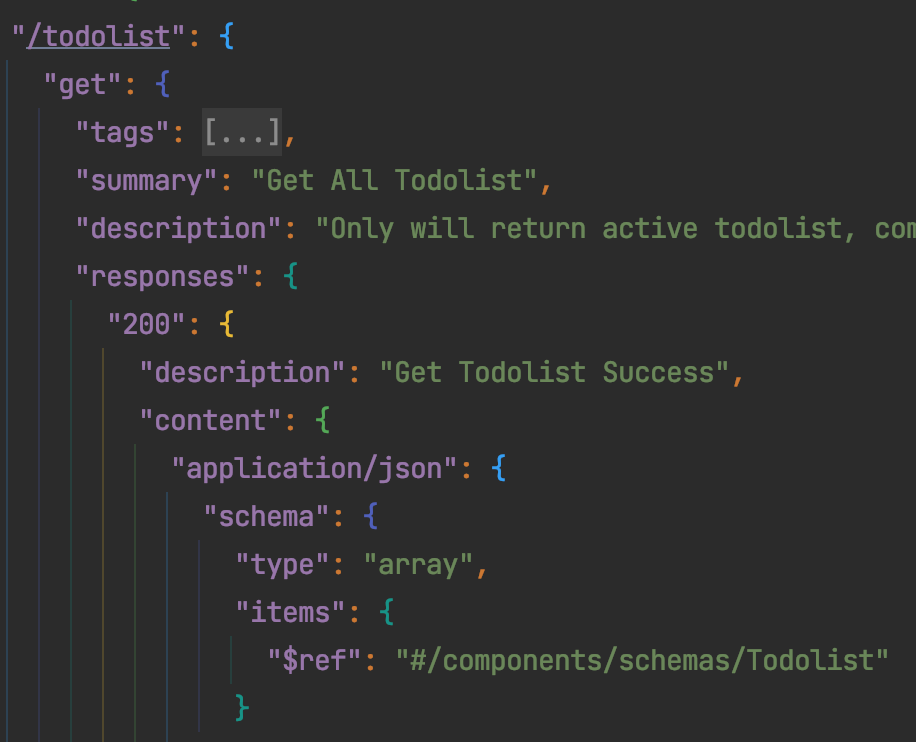 "/todolist": {
"get": {
"tags": [...],
"summary": "Get All Todolist",
"description": "Only will return active todolist,
"responses": {
"200": {
"description": "Get Todolist Success",
"content": {
"application/json": {
"schema": {
"type": "array",
"items": {
"$ref": "#/components/schemas/Todolist"
}